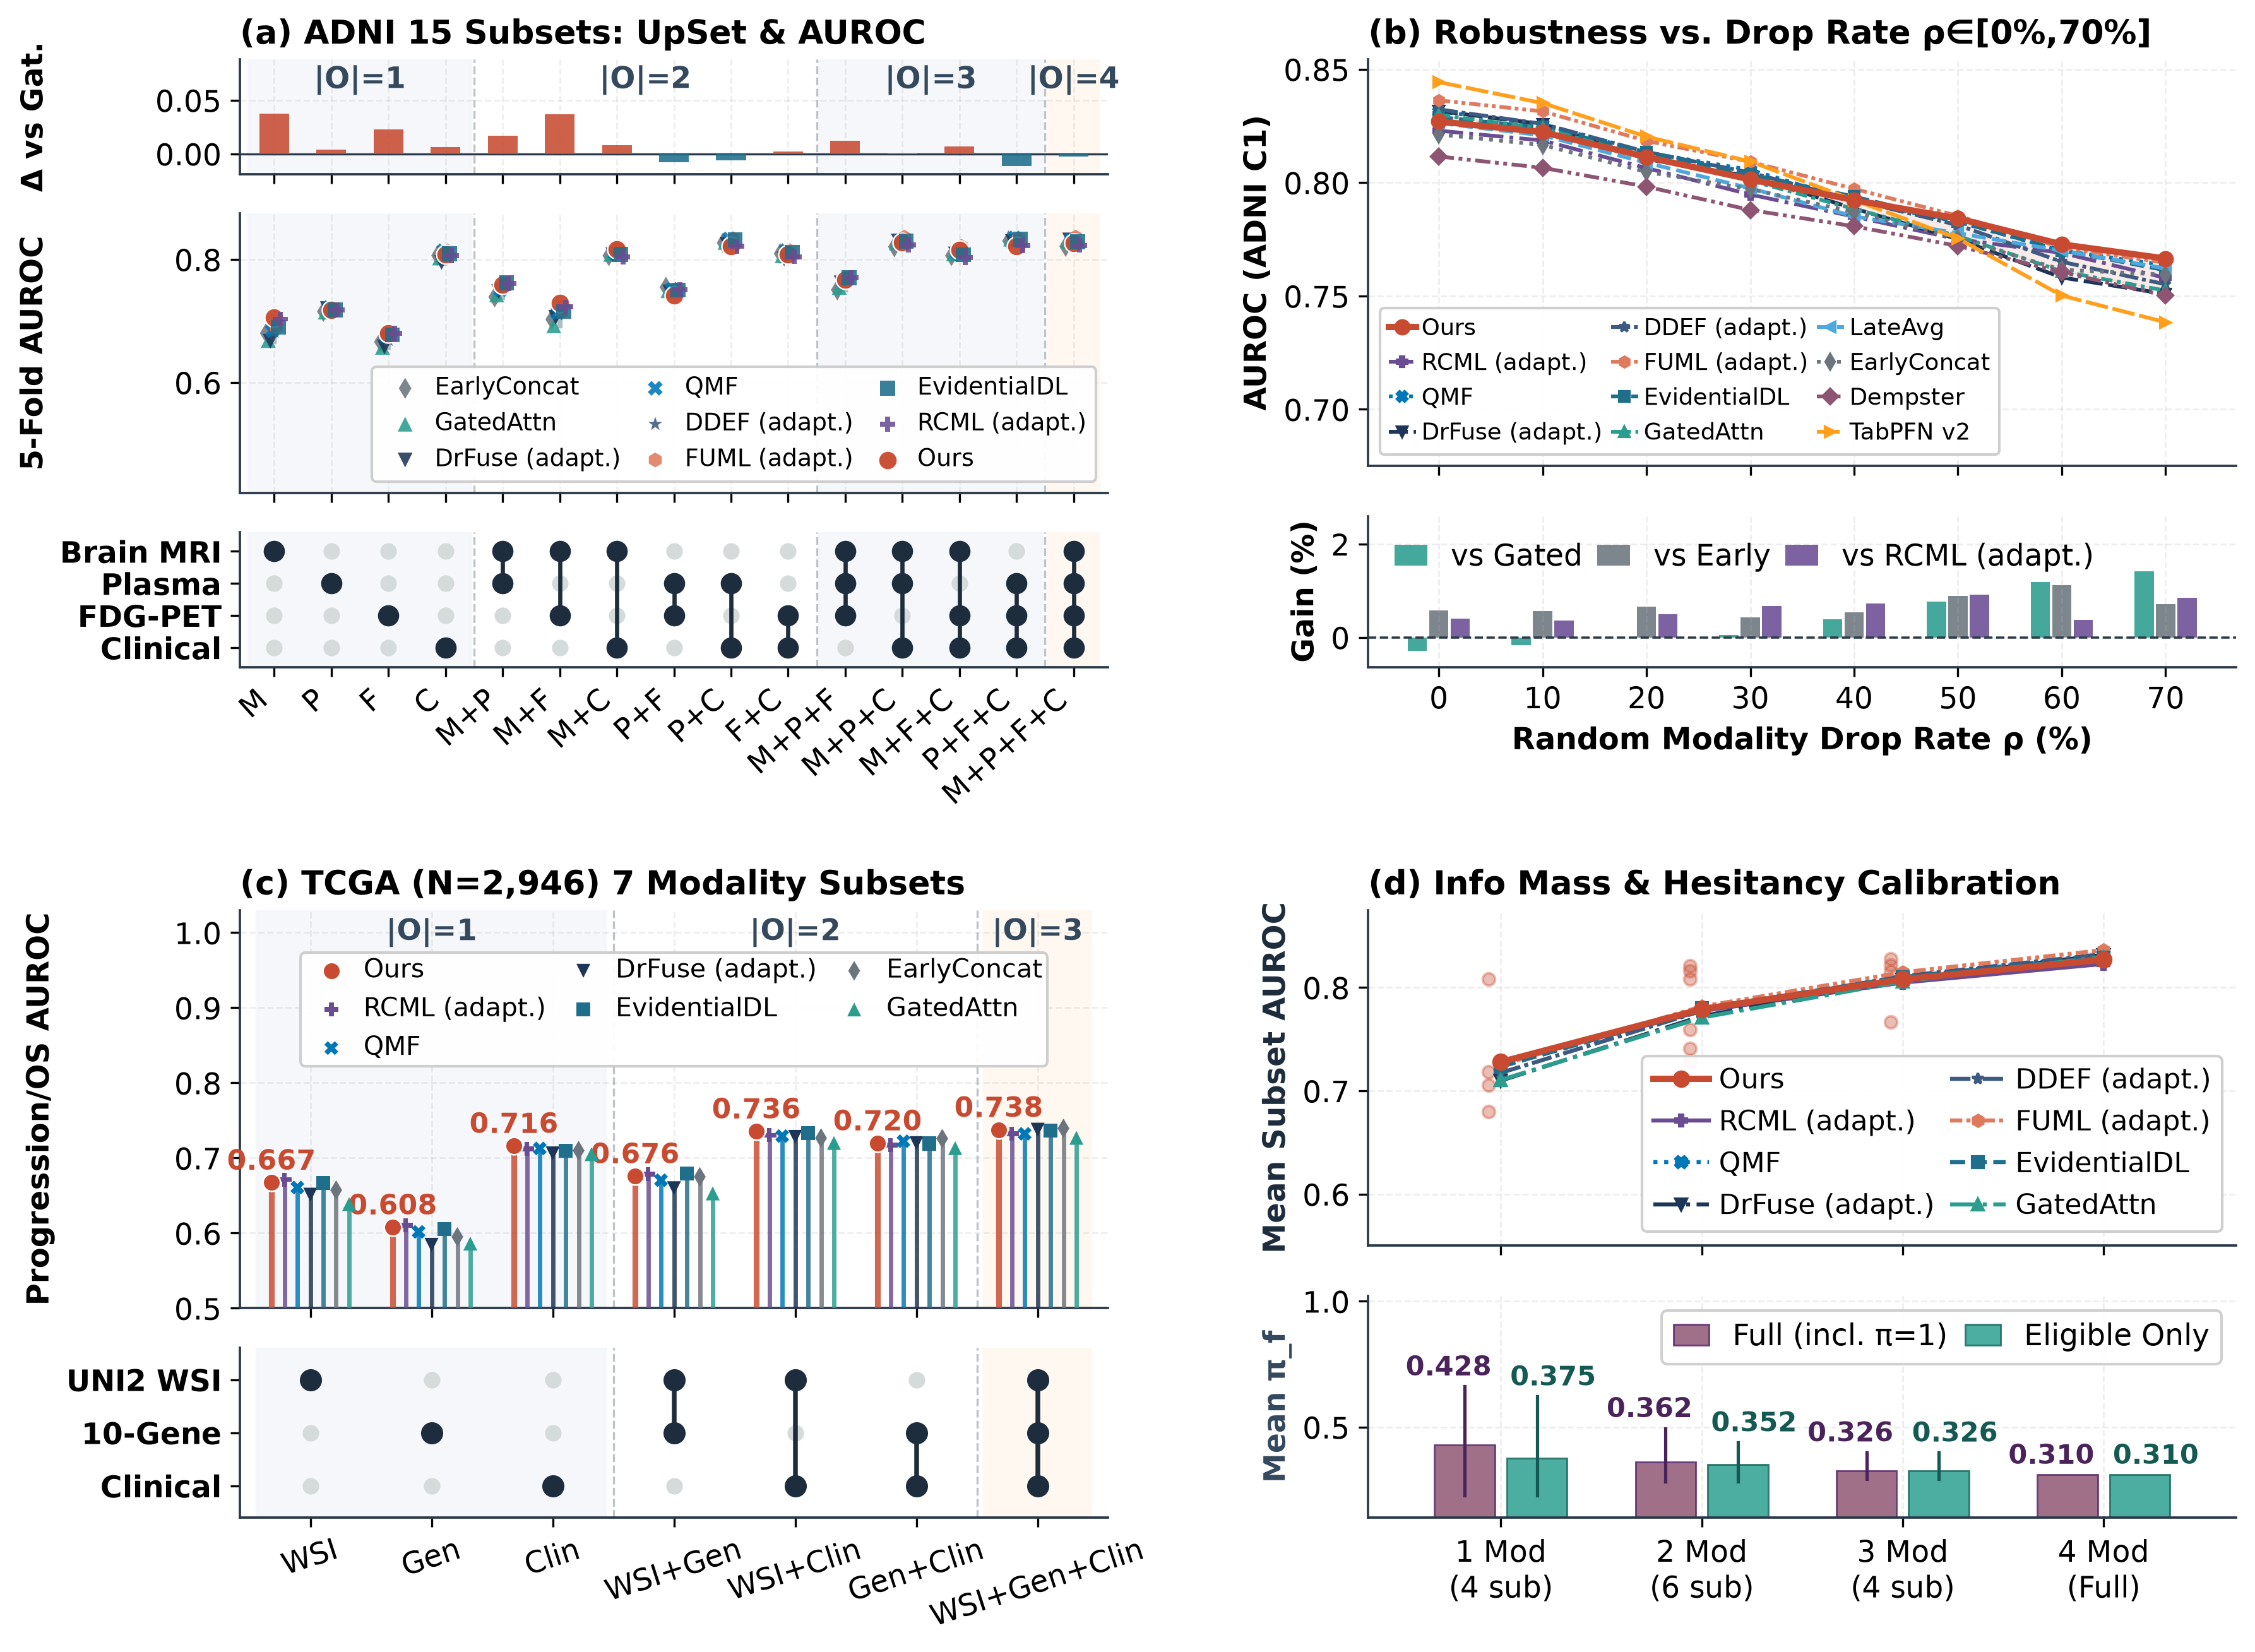 (a) ADNI 15 Subsets: UpSet & AUROC
Δ vs Gat.
0.05
0.00
|O|=1
|O|=2
|O|=3
|O|=4
5-Fold AUROC
0.8
0.6
EarlyConcat
GatedAttn
DrFuse (adapt.)
QMF
DDEF (adapt.)
FUML (adapt.)
EvidentialDL
RCML (adapt.)
Ours
Brain MRI
Plasma
FDG-PET
Clinical
M
P
F
C
M+P
M+F
M+C
P+F
P+C
F+C
M+P+F
M+P+C
M+F+C
P+F+C
M+P+F+C
(b) Robustness vs. Drop Rate ρ∈[0%,70%]
AUROC (ADNI C1)
0.85
0.80
0.75
0.70
Ours
RCML (adapt.)
QMF
DrFuse (adapt.)
DDEF (adapt.)
FUML (adapt.)
EvidentialDL
GatedAttn
LateAvg
EarlyConcat
Dempster
TabPFN v2
Gain (%)
2
0
vs Gated
vs Early
vs RCML (adapt.)
0
10
20
30
40
50
60
70
Random Modality Drop Rate ρ (%)
(c) TCGA (N=2,946) 7 Modality Subsets
Progression/OS AUROC
1.0
0.9
0.8
0.7
0.6
0.5
|O|=1
|O|=2
|O|=3
Ours
RCML (adapt.)
QMF
DrFuse (adapt.)
EvidentialDL
EarlyConcat
GatedAttn
0.667
0.608
0.716
0.676
0.736
0.720
0.738
UNI2 WSI
10-Gene
Clinical
WSI
Gen
Clin
WSI+Gen
WSI+Clin
Gen+Clin
WSI+Gen+Clin
(d) Info Mass & Hesitancy Calibration
Mean Subset AUROC
0.8
0.7
0.6
Ours
RCML (adapt.)
QMF
DrFuse (adapt.)
DDEF (adapt.)
FUML (adapt.)
EvidentialDL
GatedAttn
Mean π_f
1.0
0.5
Full (incl. π=1)
Eligible Only
0.428
0.375
0.362
0.352
0.326
0.326
0.310
0.310
1 Mod
(4 sub)
2 Mod
(6 sub)
3 Mod
(4 sub)
4 Mod
(Full)